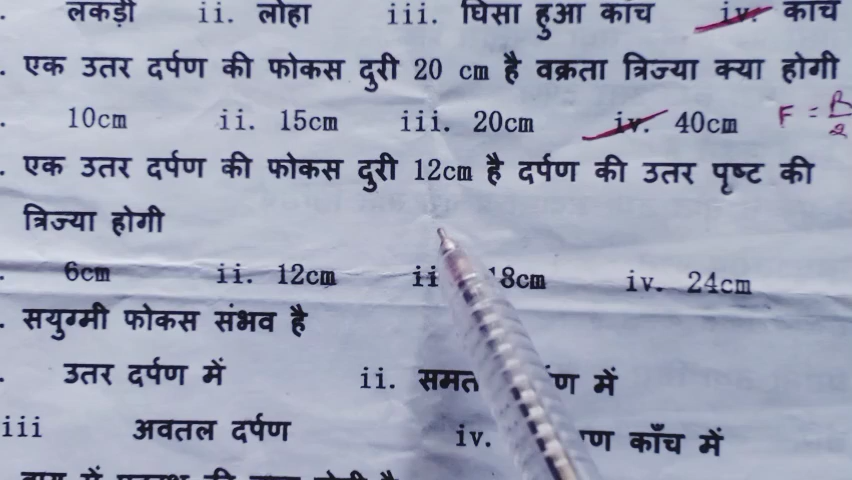 लकड़ी ii. लोहा iii. घिसा हुआ काँच iv. काँच
. एक उतर दर्पण की फोकस दुरी 20 cm है वक्रता त्रिज्या क्या होगी
. 10cm ii. 15cm iii. 20cm iv. 40cm F = R/2
. एक उतर दर्पण की फोकस दुरी 12cm है दर्पण की उतर पृष्ट की
त्रिज्या होगी
. 6cm ii. 12cm ii 18cm iv. 24cm
. सयुग्मी फोकस संभव है
. उतर दर्पण में ii. समत ण में
iii अवतल दर्पण iv. ण काँच में